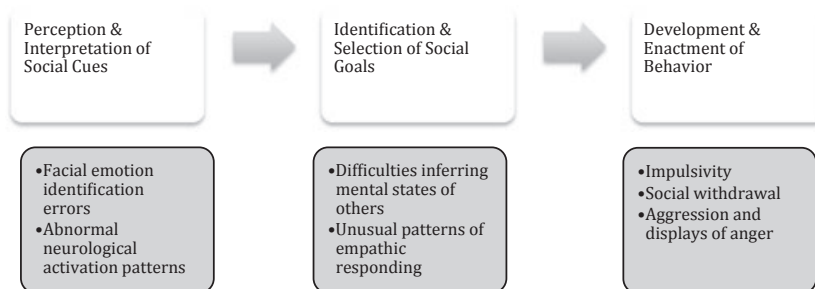 Perception &
Interpretation of
Social Cues
Identification &
Selection of Social
Goals
Development &
Enactment of
Behavior
•Facial emotion
identification
errors
•Abnormal
neurological
activation patterns
•Difficulties inferring
mental states of
others
•Unusual patterns of
empathic
responding
•Impulsivity
•Social withdrawal
•Aggression and
displays of anger